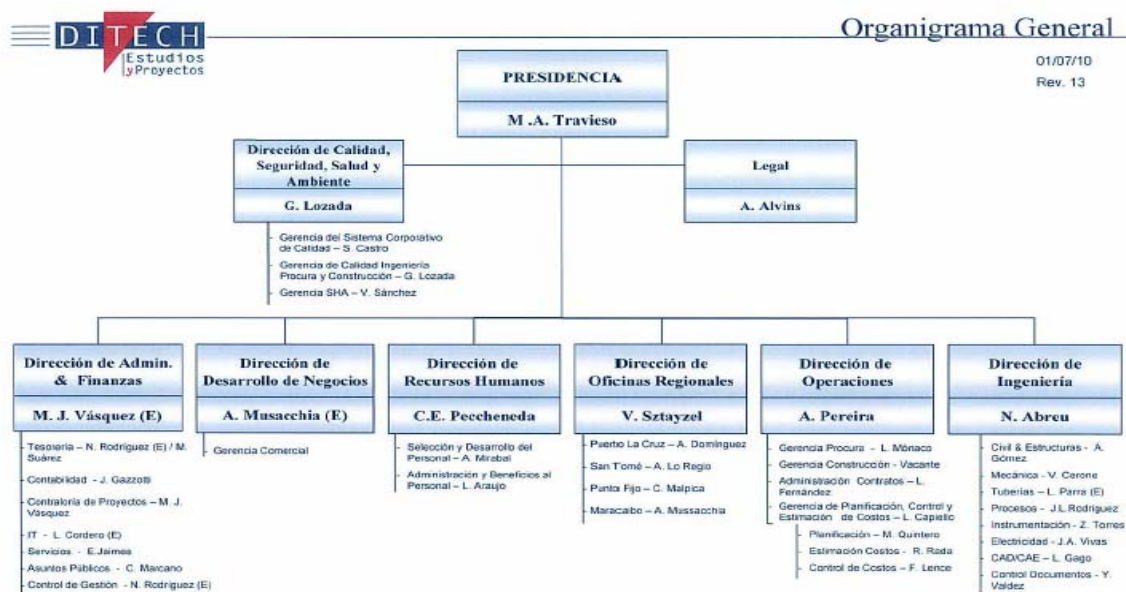 DITECH
Estudios
yProyectos
Organigrama General
01/07/10
Rev. 13
PRESIDENCIA
M .A. Travieso
Dirección de Calidad,
Seguridad, Salud y
Ambiente
G. Lozada
Legal
A. Alvins
- Gerencia del Sistema Corporativo
de Calidad – S. Castro
- Gerencia de Calidad Ingeniería
Procura y Construcción – G. Lozada
- Gerencia SHA – V. Sánchez
Dirección de Admin.
& Finanzas
M. J. Vásquez (E)
- Tesorería – N. Rodríguez (E) / M.
Suárez
- Contabilidad - J. Gazzotti
- Contraloría de Proyectos – M. J.
Vásquez
- IT - L. Cordero (E)
- Servicios - E.Jaimes
- Asuntos Públicos - C. Marcano
- Control de Gestión - N. Rodríguez (E)
Dirección de
Desarrollo de Negocios
A. Musacchia (E)
- Gerencia Comercial
Dirección de
Recursos Humanos
C.E. Peccheneda
- Selección y Desarrollo del
Personal – A. Mirabal
- Administración y Beneficios al
Personal – L. Araujo
Dirección de
Oficinas Regionales
V. Sztayzel
- Puerto La Cruz – A. Domínguez
- San Tomé – A. Lo Regio
- Punto Fijo – C. Malpica
- Maracaibo – A. Mussacchia
Dirección de
Operaciones
A. Pereira
- Gerencia Procura - L. Mónaco
- Gerencia Construcción - Vacante
- Administración Contratos – L.
Fernández
- Gerencia de Planificación, Control y
Estimación de Costos – L. Capiello
- Planificación – M. Quintero
- Estimación Costos - R. Rada
- Control de Costos – F. Lence
Dirección de
Ingeniería
N. Abreu
- Civil & Estructuras - A.
Gómez
- Mecánica - V. Cerone
- Tuberías – L. Parra (E)
- Procesos - J.L.Rodríguez
- Instrumentación - Z. Torres
- Electricidad - J.A. Vivas
- CAD/CAE – L. Gago
- Control Documentos - Y.
Valdez